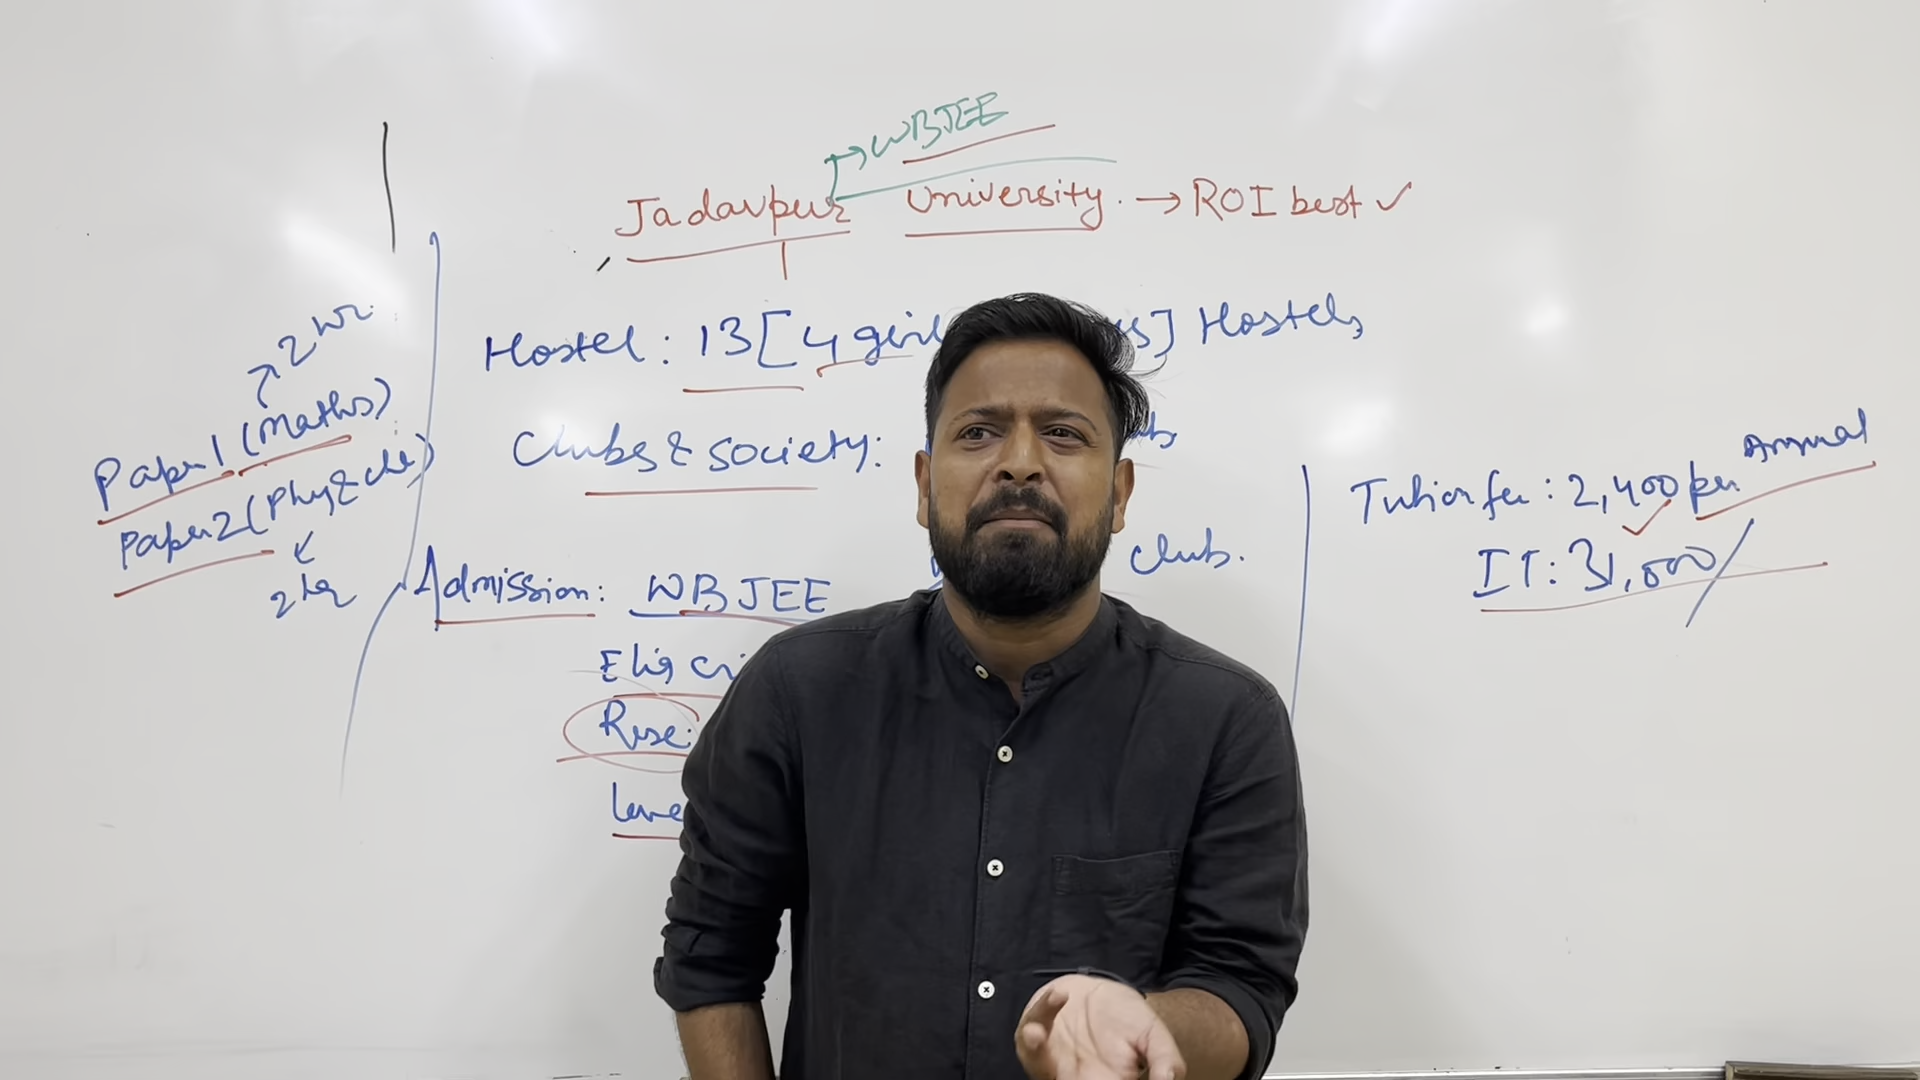 → WBJEE
Jadavpur University. → ROI best ✓
Hostel: 13 [4 girl
] Hostels
Clubs & society:
club.
Admission: WBJEE
Elig cri
Rese
leve
→ 2 hr.
Paper 1 (Maths)
Paper 2 (Phy & che)
2 hr
Tution fee: 2,400 per Annual
IT: 31,000/